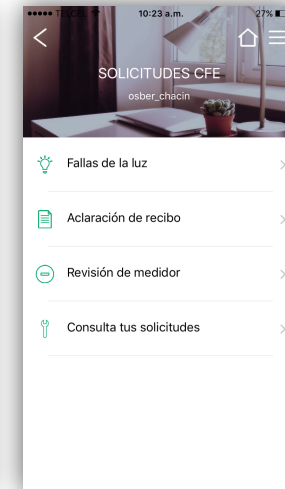 TELCEL 10:23 a.m. 27%
SOLICITUDES CFE
osber_chacin
Fallas de la luz
Aclaración de recibo
Revisión de medidor
Consulta tus solicitudes